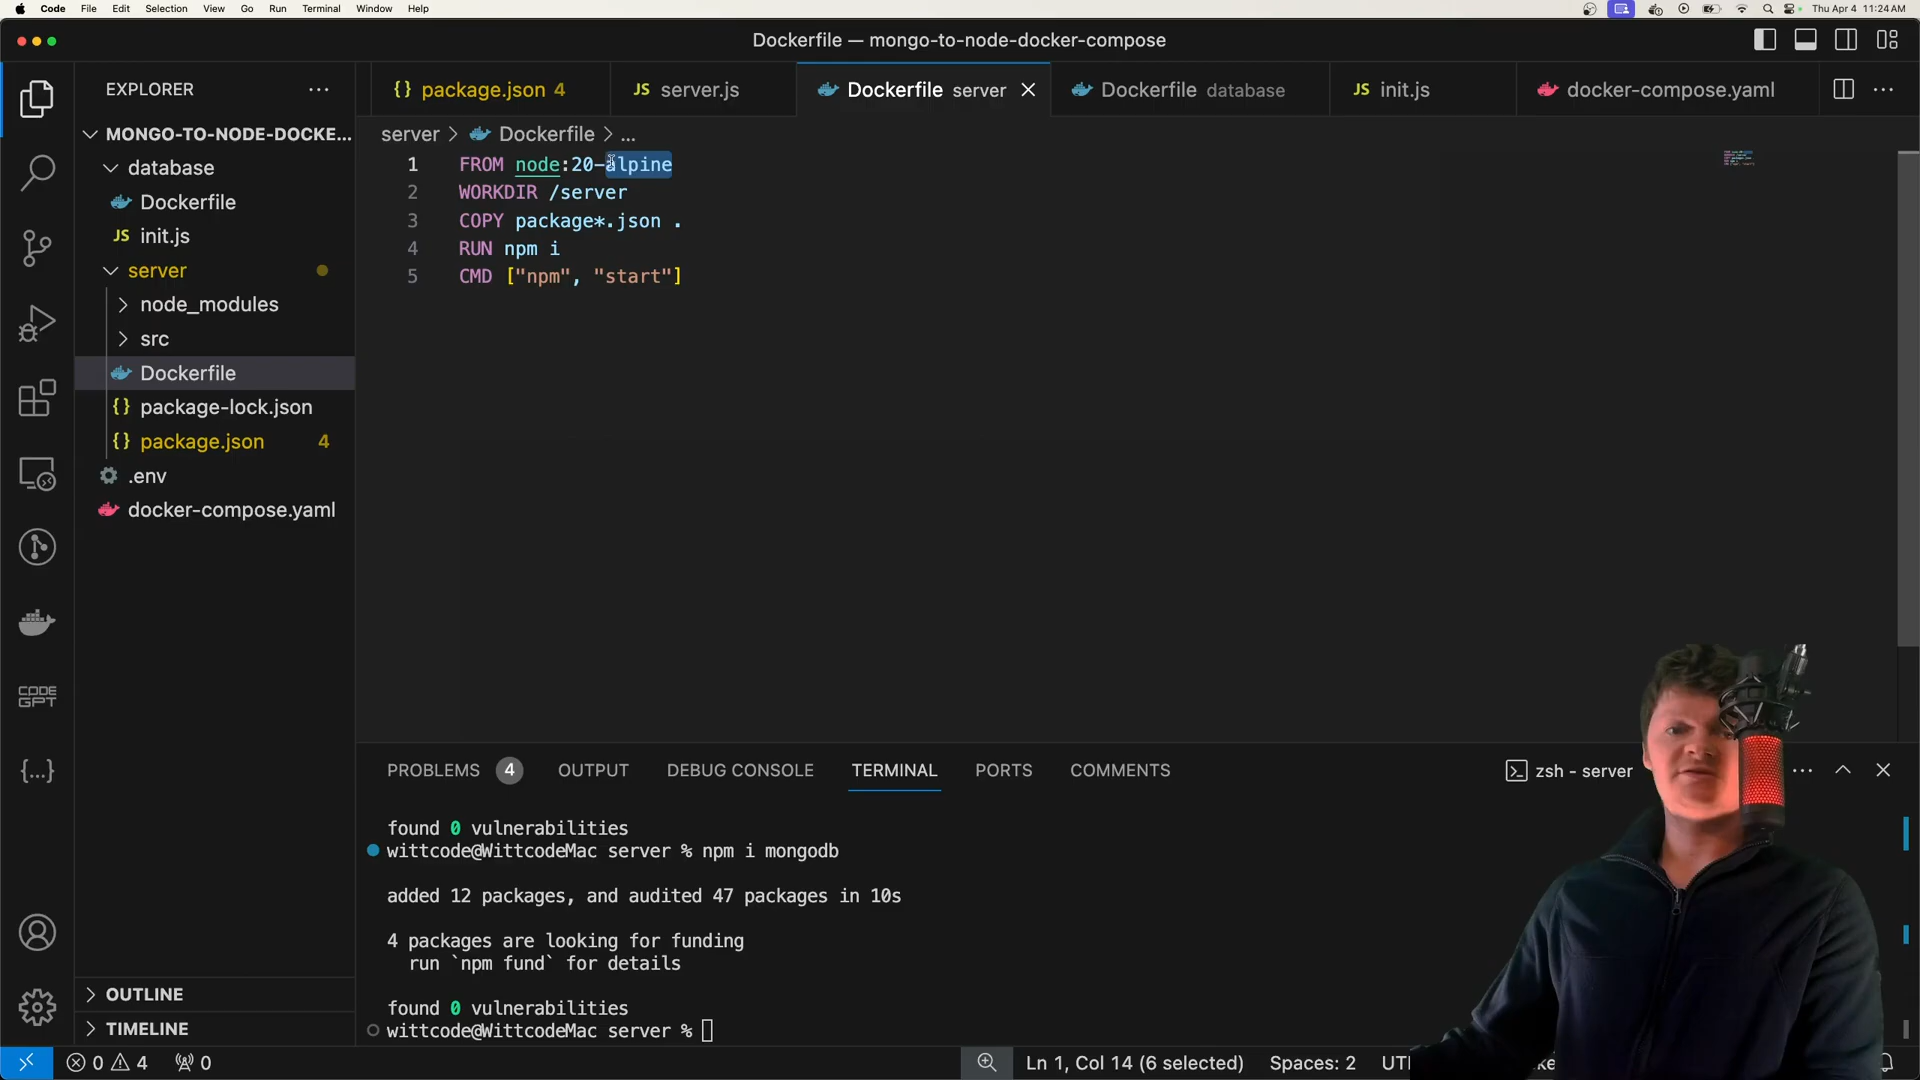 Code File Edit Selection View Go Run Terminal Window Help Thu Apr 4 11:24 AM
Dockerfile — mongo-to-node-docker-compose
EXPLORER
package.json 4
server.js
Dockerfile server
Dockerfile database
init.js
docker-compose.yaml
MONGO-TO-NODE-DOCKE...
database
Dockerfile
init.js
server
node_modules
src
Dockerfile
package-lock.json
package.json 4
.env
docker-compose.yaml
OUTLINE
TIMELINE
CODE
GPT
server > Dockerfile > ...
1 FROM node:20-alpine
2 WORKDIR /server
3 COPY package*.json .
4 RUN npm i
5 CMD ["npm", "start"]
PROBLEMS 4 OUTPUT DEBUG CONSOLE TERMINAL PORTS COMMENTS
zsh - server
found 0 vulnerabilities
wittcode@WittcodeMac server % npm i mongodb
added 12 packages, and audited 47 packages in 10s
4 packages are looking for funding
run `npm fund` for details
found 0 vulnerabilities
wittcode@WittcodeMac server %
0 4 0 Ln 1, Col 14 (6 selected) Spaces: 2